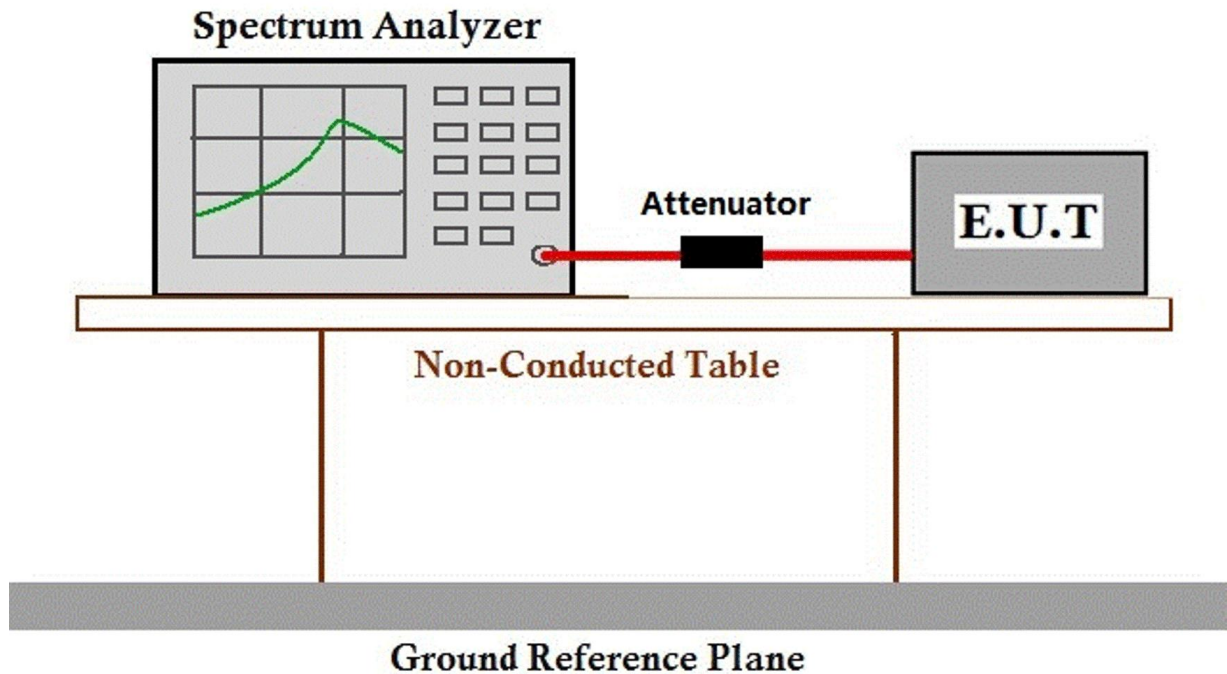 Spectrum Analyzer
Attenuator
E.U.T
Non-Conducted Table
Ground Reference Plane